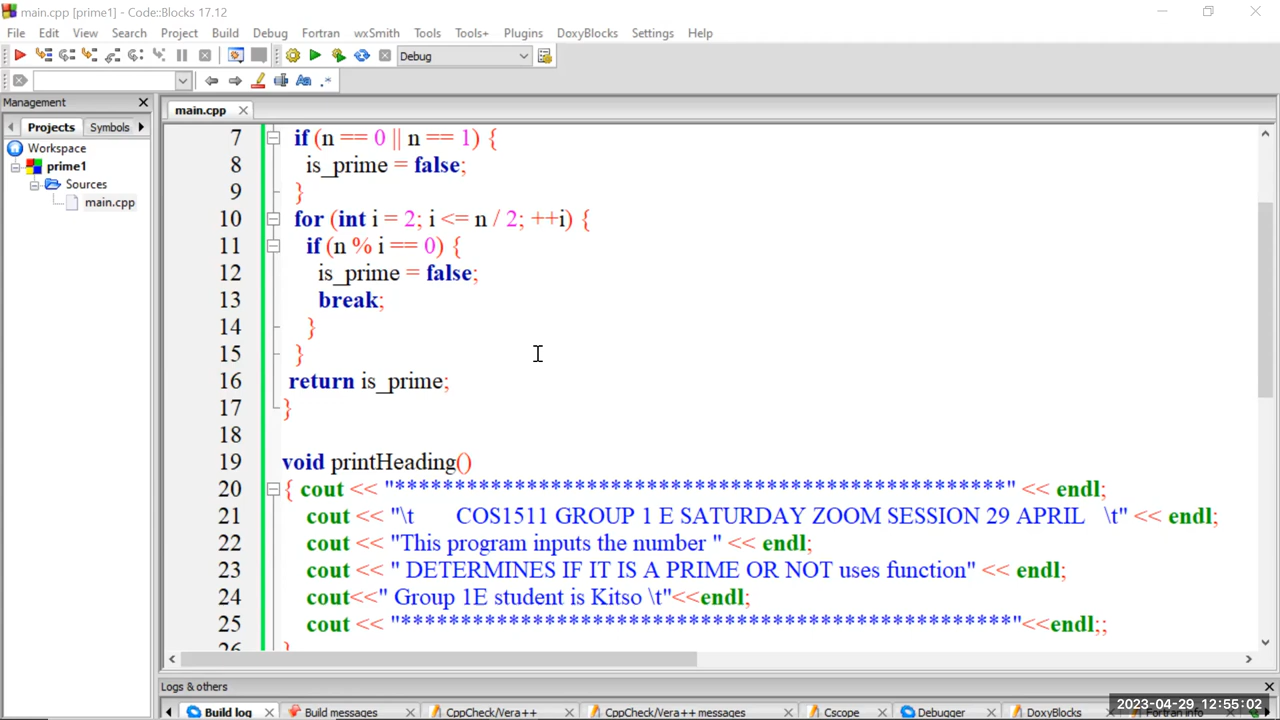 main.cpp [prime1] - Code::Blocks 17.12
File Edit View Search Project Build Debug Fortran wxSmith Tools Tools+ Plugins DoxyBlocks Settings Help
Debug
Management
Projects Symbols
Workspace
prime1
Sources
main.cpp
main.cpp
7 if (n == 0 || n == 1) {
8 is_prime = false;
9 }
10 for (int i = 2; i <= n / 2; ++i) {
11 if (n % i == 0) {
12 is_prime = false;
13 break;
14 }
15 }
16 return is_prime;
17 }
18
19 void printHeading()
20 { cout << "**************************************************" << endl;
21 cout << "\t COS1511 GROUP 1 E SATURDAY ZOOM SESSION 29 APRIL \t" << endl;
22 cout << "This program inputs the number " << endl;
23 cout << " DETERMINES IF IT IS A PRIME OR NOT uses function" << endl;
24 cout<<" Group 1E student is Kitso \t"<<endl;
25 cout << "**************************************************"<<endl;;
26 }
Logs & others
Build log Build messages CppCheck/Vera++ CppCheck/Vera++ messages Cscope Debugger DoxyBlocks Fortran info
2023-04-29, 12:55:02